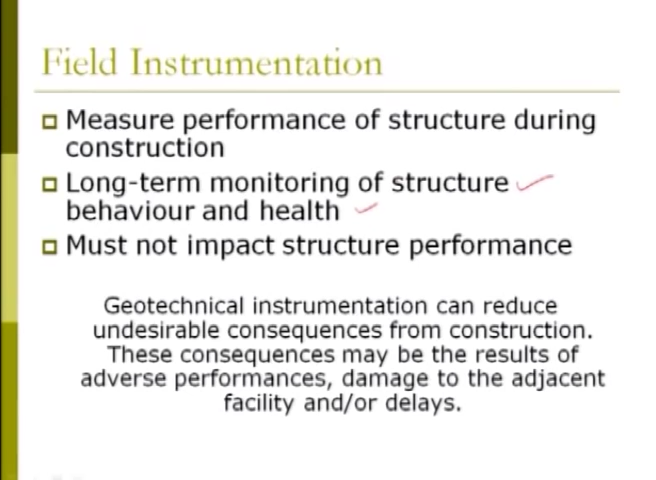 Field Instrumentation
Measure performance of structure during
construction
Long-term monitoring of structure
behaviour and health
Must not impact structure performance
Geotechnical instrumentation can reduce
undesirable consequences from construction.
These consequences may be the results of
adverse performances, damage to the adjacent
facility and/or delays.